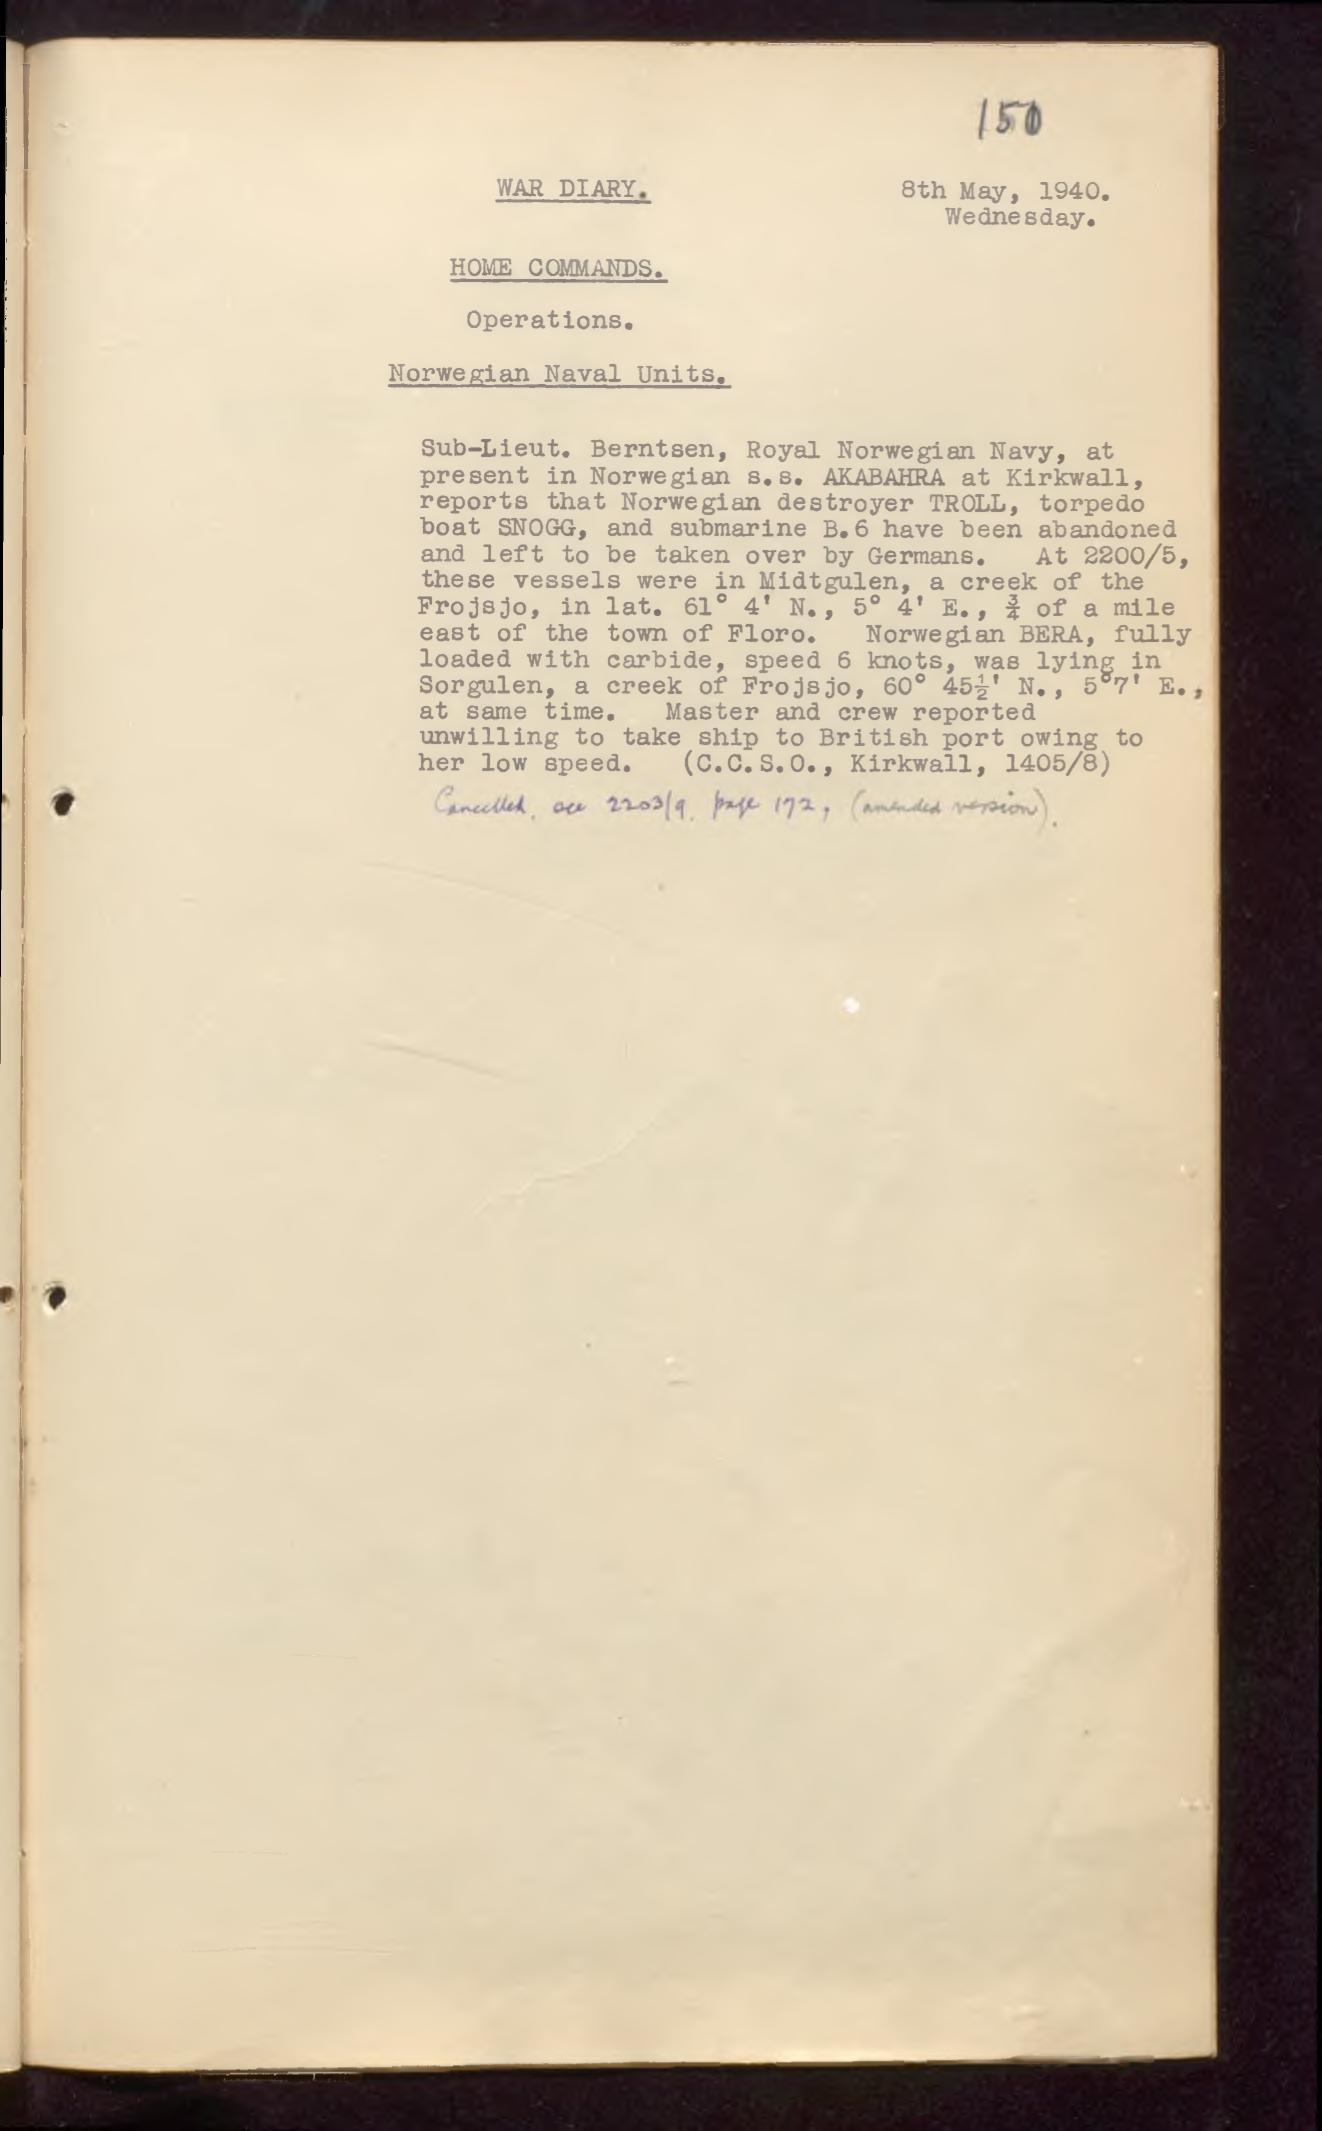 150
WAR DIARY.
8th May, 1940.
Wednesday.
HOME COMMANDS.
Operations.
Norwegian Naval Units.
Sub-Lieut. Berntsen, Royal Norwegian Navy, at
present in Norwegian s.s. AKABAHRA at Kirkwall,
reports that Norwegian destroyer TROLL, torpedo
boat SNOGG, and submarine B.6 have been abandoned
and left to be taken over by Germans. At 2200/5,
these vessels were in Midtgulen, a creek of the
Frojsjo, in lat. 61° 4' N., 5° 4' E., ¾ of a mile
east of the town of Floro. Norwegian BERA, fully
loaded with carbide, speed 6 knots, was lying in
Sorgulen, a creek of Frojsjo, 60° 45½' N., 5°7' E.,
at same time. Master and crew reported
unwilling to take ship to British port owing to
her low speed. (C.C.S.O., Kirkwall, 1405/8)
Cancelled, see 2203/9, page 172, (amended version).